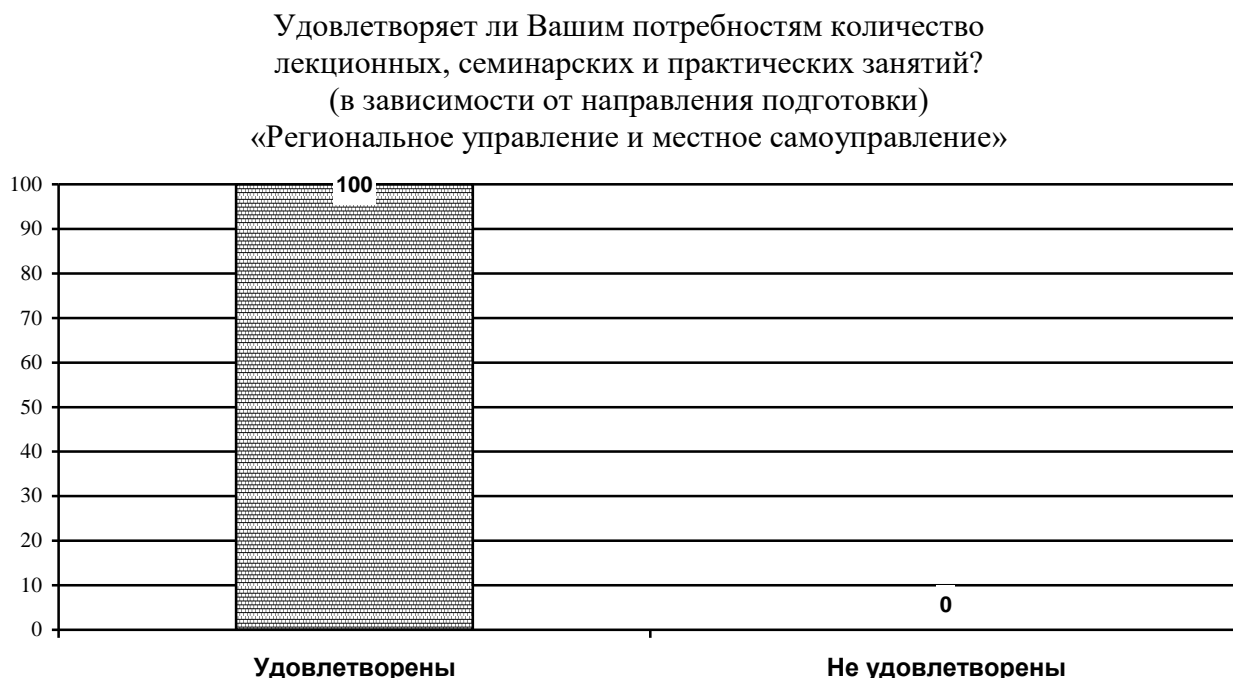 Удовлетворяет ли Вашим потребностям количество
лекционных, семинарских и практических занятий?
(в зависимости от направления подготовки)
«Региональное управление и местное самоуправление»
100
100
90
80
70
60
50
40
30
20
10
0
0
Удовлетворены
Не удовлетворены